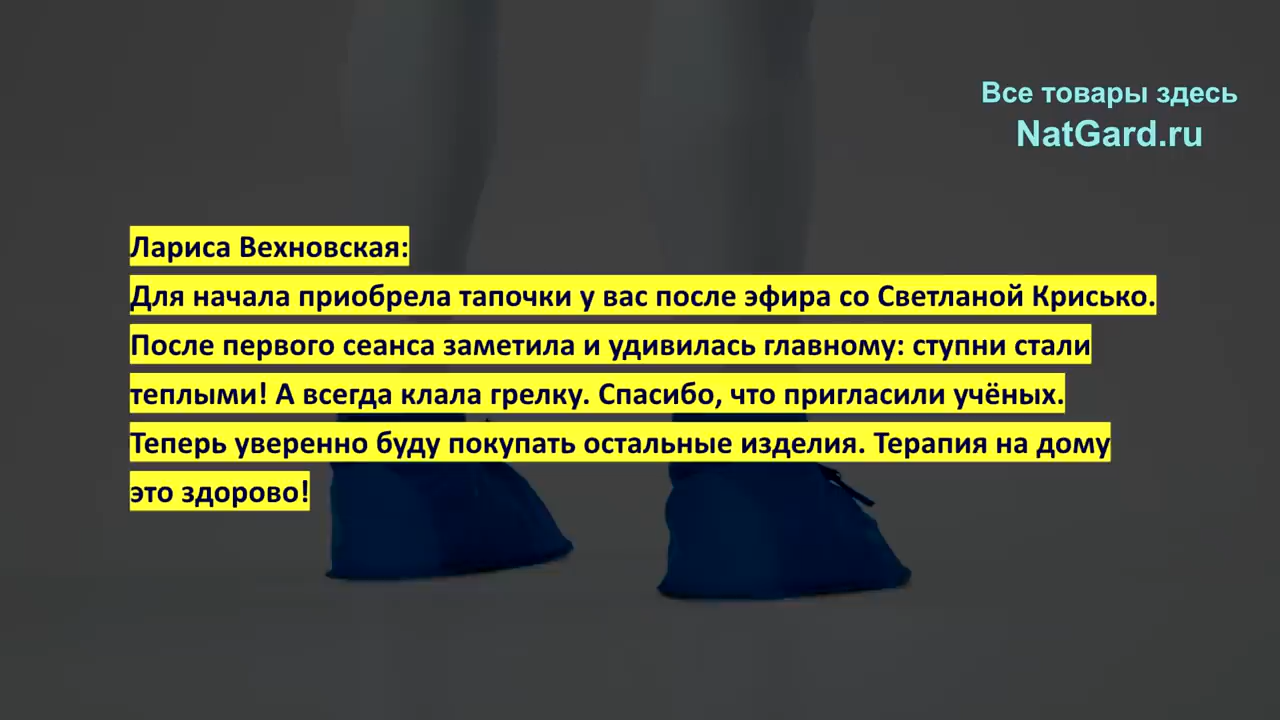 Все товары здесь
NatGard.ru
Лариса Вехновская:
Для начала приобрела тапочки у вас после эфира со Светланой Крисько.
После первого сеанса заметила и удивилась главному: ступни стали
теплыми! А всегда клала грелку. Спасибо, что пригласили учёных.
Теперь уверенно буду покупать остальные изделия. Терапия на дому
это здорово!